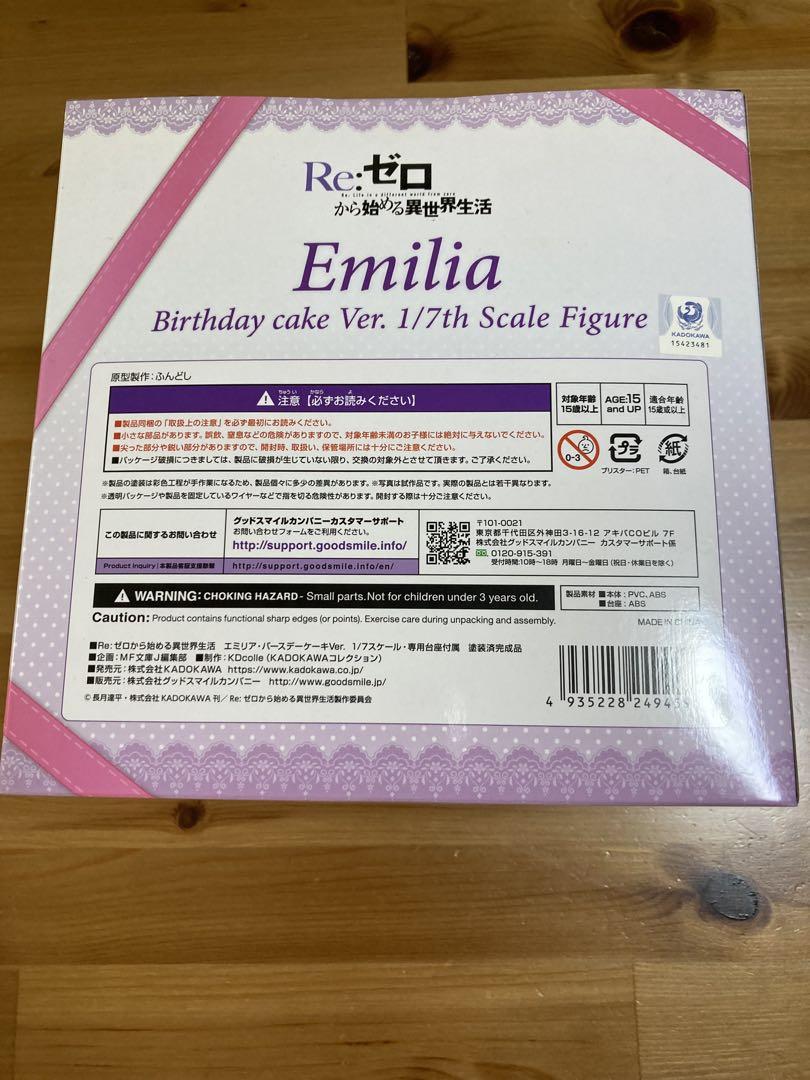 Re:ゼロ
Re: Life in a different world from zero
から始める異世界生活
Emilia
Birthday cake Ver. 1/7th Scale Figure
KADOKAWA
15423481
原型製作：ふんどし
ちゅうい かなら よ
注意【必ずお読みください】
■製品同梱の「取扱上の注意」を必ず最初にお読みください。
■小さな部品があります。誤飲、窒息などの危険がありますので、対象年齢未満のお子様には絶対に与えないでください。
■尖った部分や鋭い部分がありますので、開封時、取扱い、保管場所には十分ご注意ください。
■パッケージ破損につきましては、製品に破損が生じていない限り、交換の対象外とさせて頂きます。ご了承ください。
対象年齢
15歳以上
AGE:15
and UP
適合年齢
15歳或以上
0-3
プラ
ブリスター：PET
紙
箱、台紙
※製品の塗装は彩色工程が手作業になるため、製品個々に多少の差異があります。※写真は試作品です。実際の製品とは若干異なります。
※透明パッケージや製品を固定しているワイヤーなどで指を切る危険性があります。開封する際は十分ご注意ください。
この製品に関するお問い合わせ
グッドスマイルカンパニーカスタマーサポート
お問い合わせフォームをご利用ください。
http://support.goodsmile.info/
Product Inquiry
http://support.goodsmile.info/en/
〒101-0021
東京都千代田区外神田3-16-12 アキバCOビル 7F
株式会社グッドスマイルカンパニー カスタマーサポート係
0120-915-391
受付時間：10時〜18時 月曜日〜金曜日（祝日・休業日を除く）
WARNING: CHOKING HAZARD - Small parts. Not for children under 3 years old.
Caution: Product contains functional sharp edges (or points). Exercise care during unpacking and assembly.
製品素材
■本体：PVC、ABS
■台座：ABS
MADE IN CHINA
■Re:ゼロから始める異世界生活 エミリア・バースデーケーキVer. 1/7スケール・専用台座付属 塗装済完成品
■企画：MF文庫J編集部 ■制作：KDcolle（KADOKAWAコレクション）
■発売元：株式会社KADOKAWA https://www.kadokawa.co.jp/
■販売元：株式会社グッドスマイルカンパニー http://www.goodsmile.jp/
©長月達平・株式会社KADOKAWA刊／Re:ゼロから始める異世界生活製作委員会
4 935228 2494